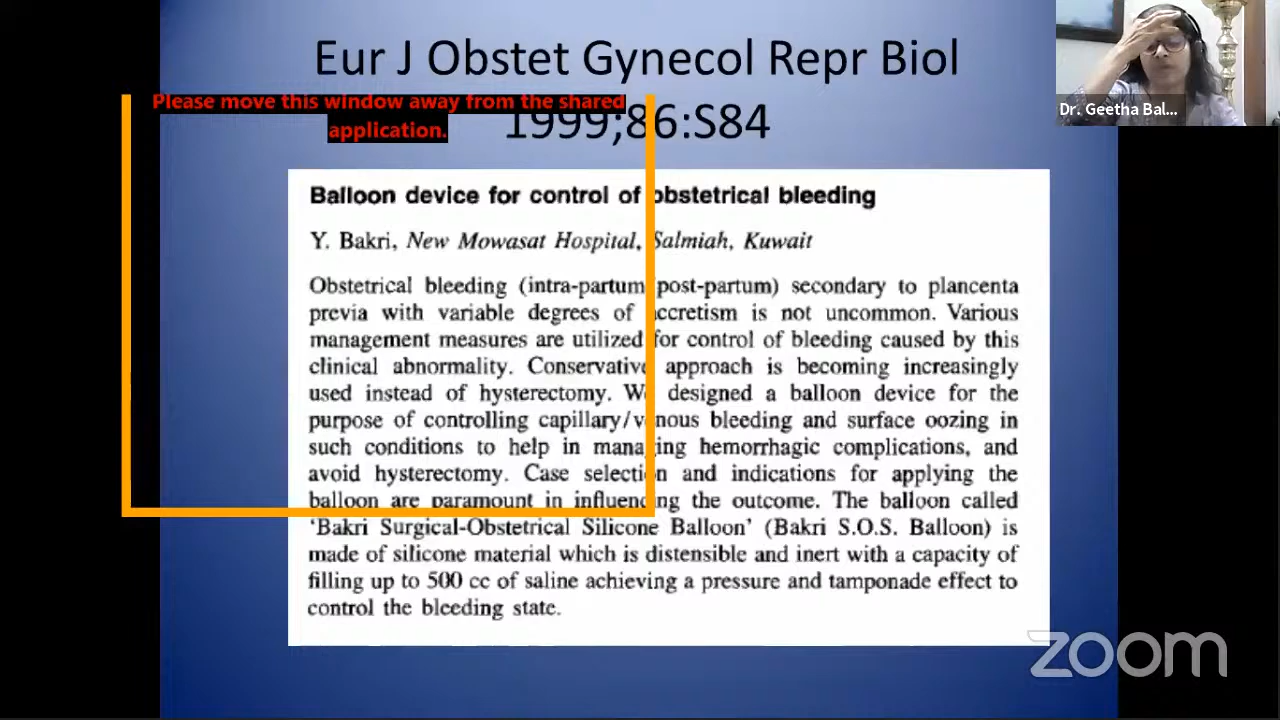 Eur J Obstet Gynecol Repr Biol
1999;86:S84
Please move this window away from the shared
application.
Dr. Geetha Bal...
Balloon device for control of obstetrical bleeding
Y. Bakri, New Mowasat Hospital, Salmiah, Kuwait
Obstetrical bleeding (intra-partum/post-partum) secondary to plancenta
previa with variable degrees of accretism is not uncommon. Various
management measures are utilized for control of bleeding caused by this
clinical abnormality. Conservative approach is becoming increasingly
used instead of hysterectomy. We designed a balloon device for the
purpose of controlling capillary/venous bleeding and surface oozing in
such conditions to help in managing hemorrhagic complications, and
avoid hysterectomy. Case selection and indications for applying the
balloon are paramount in influencing the outcome. The balloon called
‘Bakri Surgical-Obstetrical Silicone Balloon’ (Bakri S.O.S. Balloon) is
made of silicone material which is distensible and inert with a capacity of
filling up to 500 cc of saline achieving a pressure and tamponade effect to
control the bleeding state.
zoom